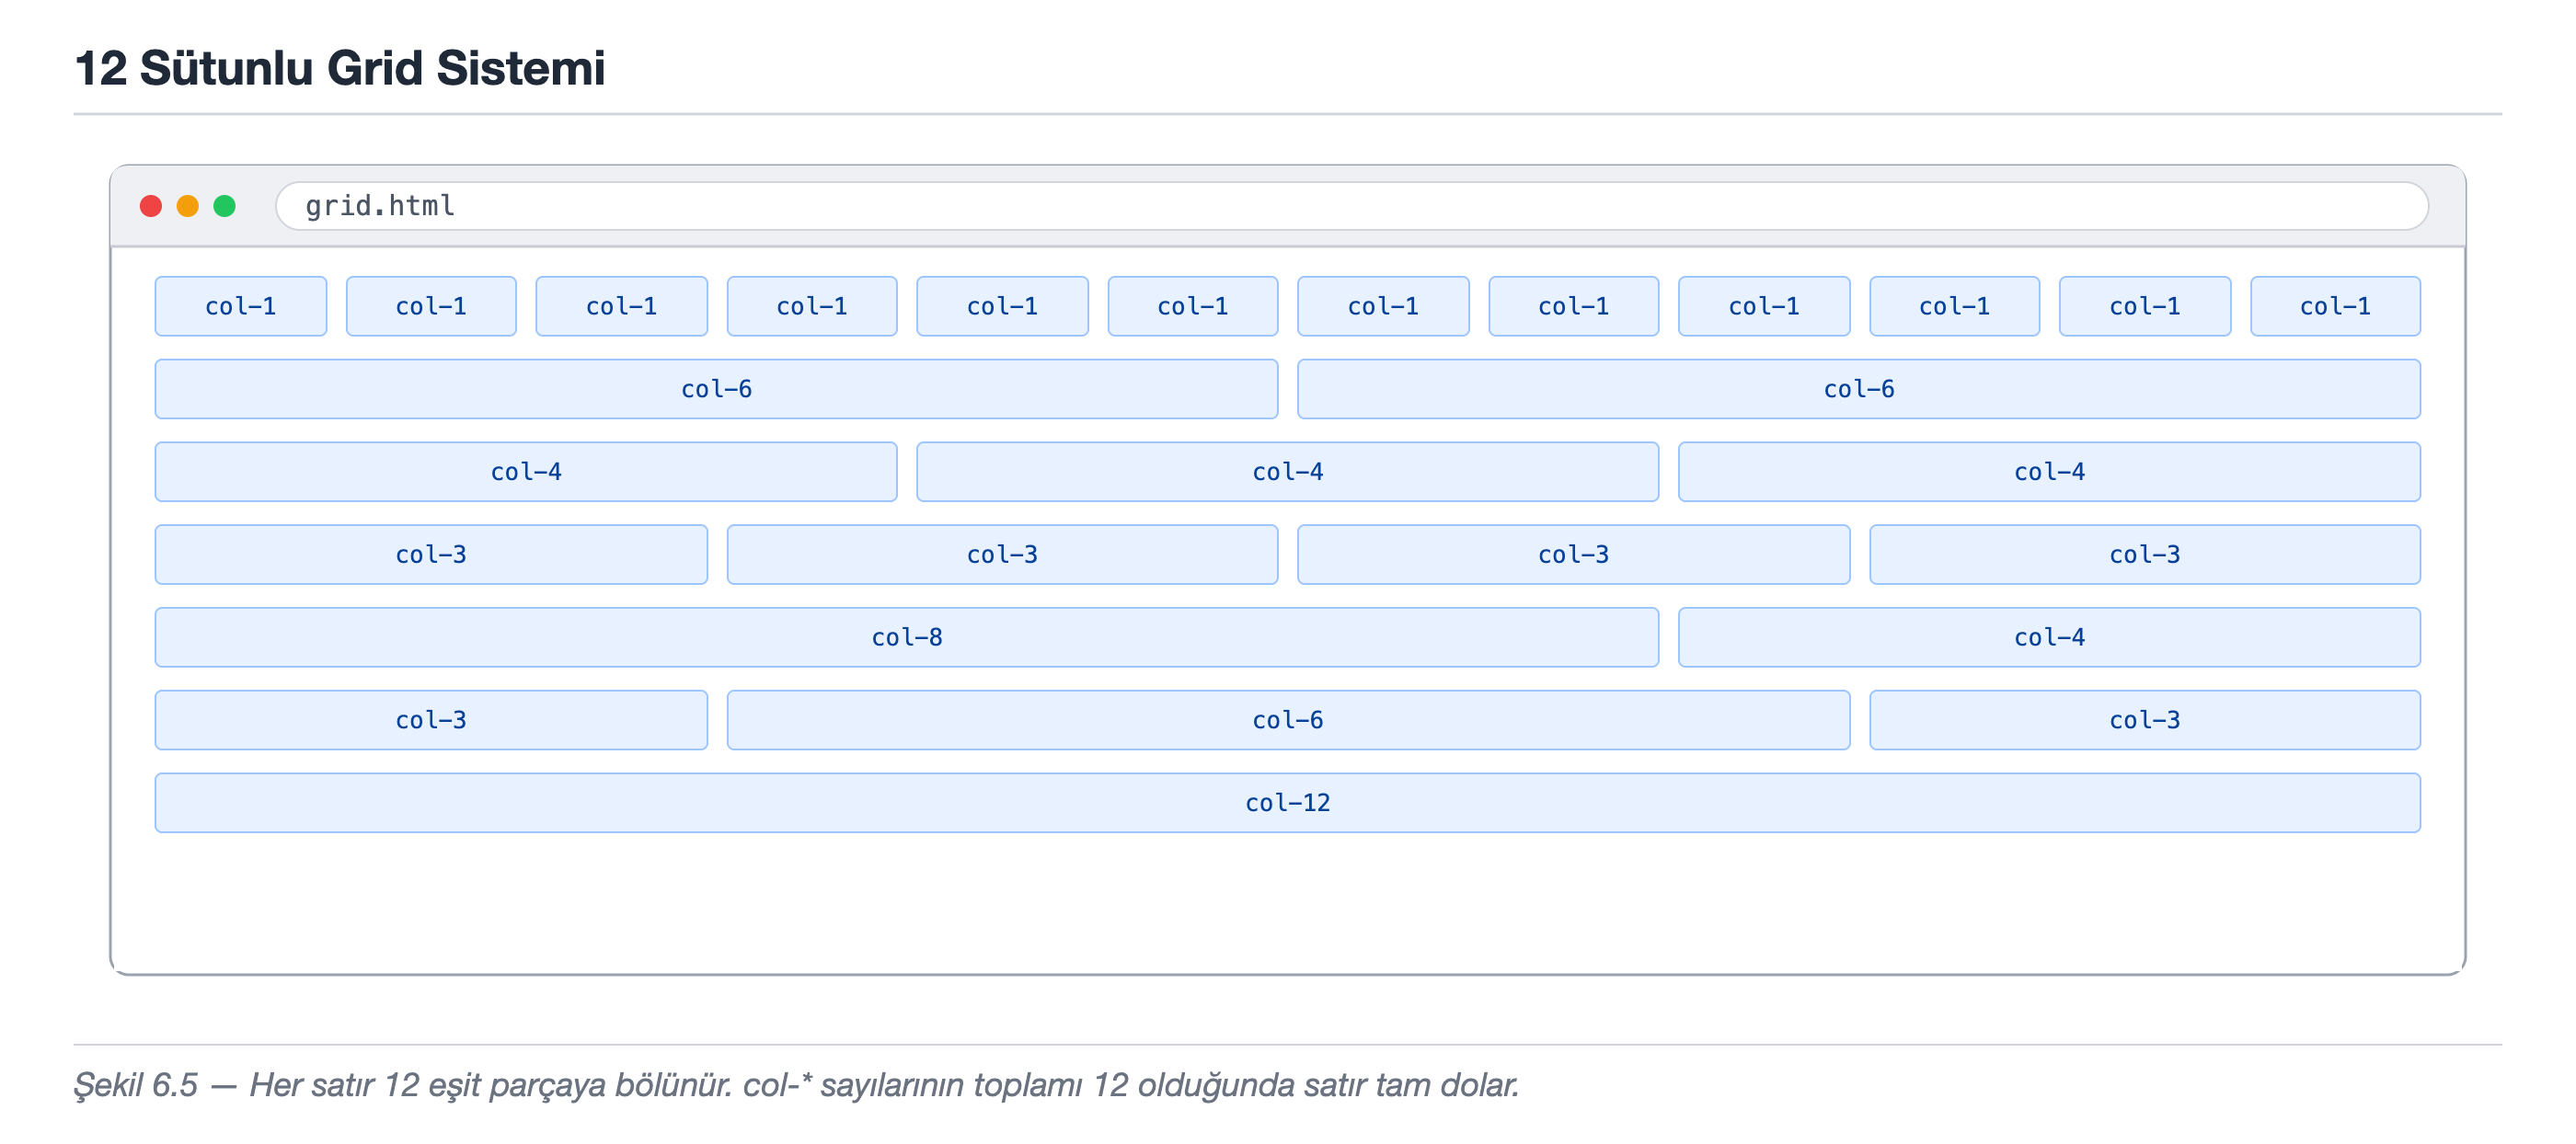 12 Sütunlu Grid Sistemi
grid.html
col-1 col-1 col-1 col-1 col-1 col-1 col-1 col-1 col-1 col-1 col-1 col-1
col-6 col-6
col-4 col-4 col-4
col-3 col-3 col-3 col-3
col-8 col-4
col-3 col-6 col-3
col-12
Şekil 6.5 — Her satır 12 eşit parçaya bölünür. col-* sayılarının toplamı 12 olduğunda satır tam dolar.